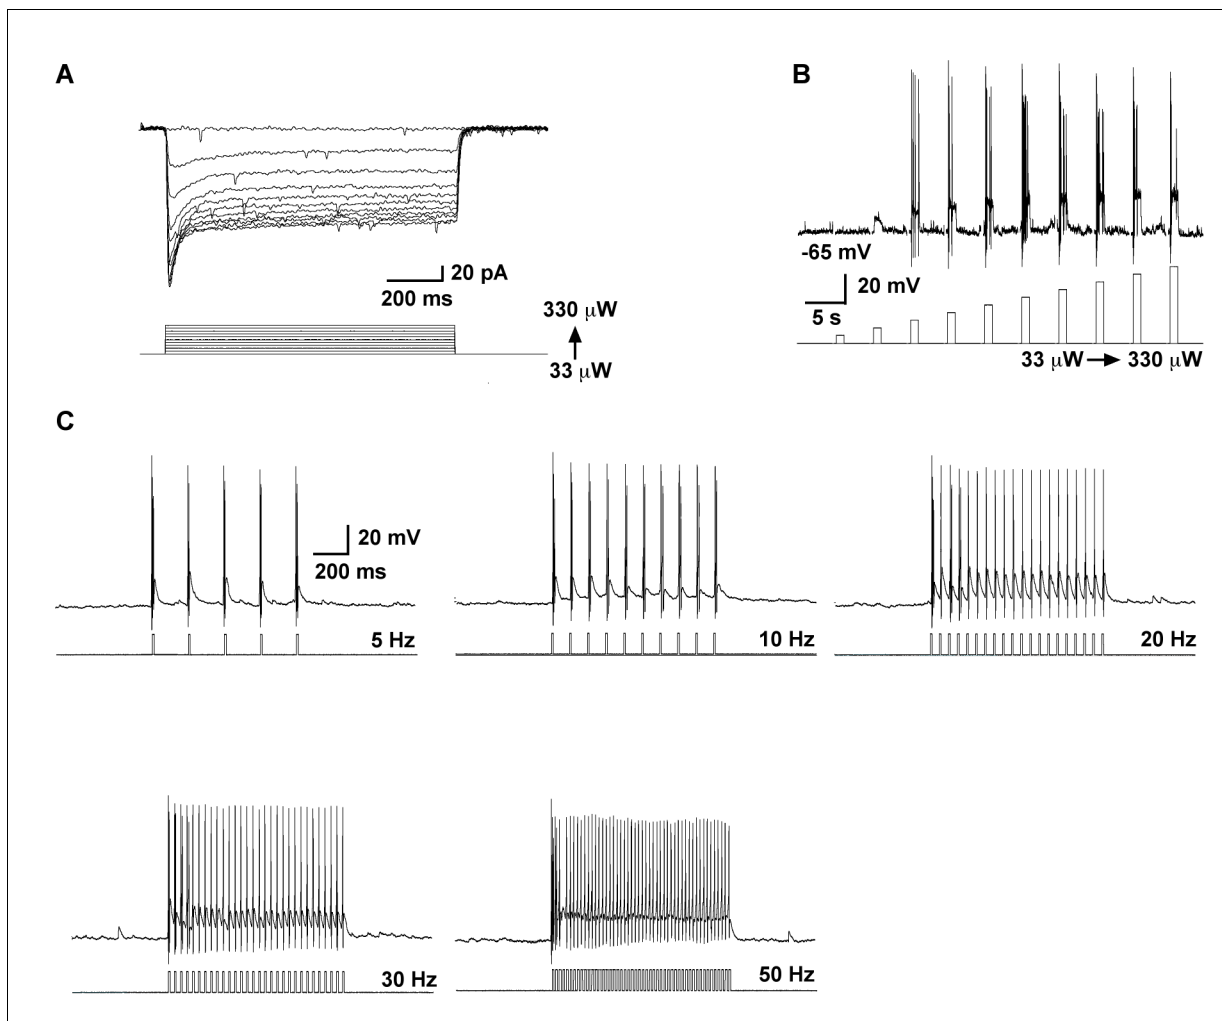 A
20 pA
200 ms
330 μW
33 μW
B
-65 mV
20 mV
5 s
33 μW
330 μW
C
20 mV
200 ms
5 Hz
10 Hz
20 Hz
30 Hz
50 Hz